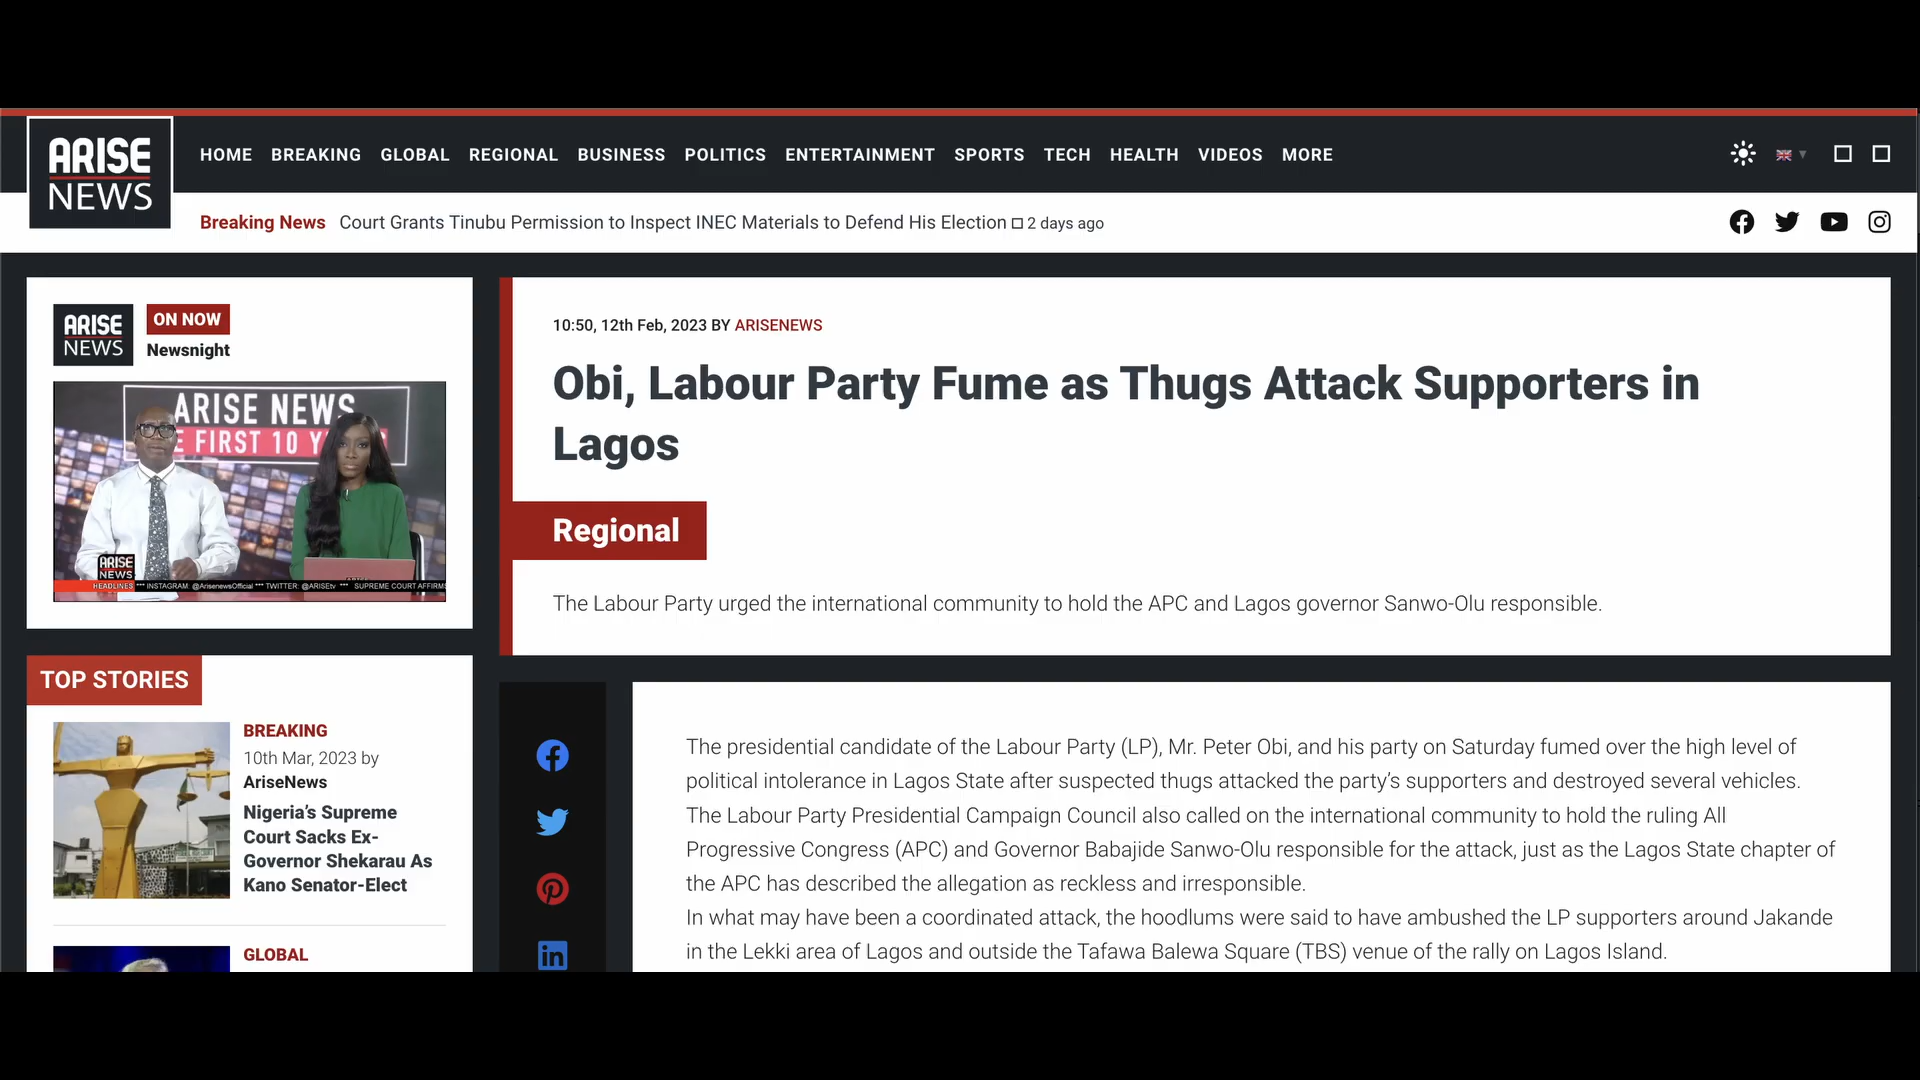 ARISE
NEWS
HOME BREAKING GLOBAL REGIONAL BUSINESS POLITICS ENTERTAINMENT SPORTS TECH HEALTH VIDEOS MORE
Breaking News Court Grants Tinubu Permission to Inspect INEC Materials to Defend His Election 2 days ago
ARISE
NEWS
ON NOW
Newsnight
ARISE NEWS
E FIRST 10 Y
ARISE
NEWS
HEADLINES *** INSTAGRAM: @ArisenewsOfficial *** TWITTER: @ARISEtv *** SUPREME COURT AFFIRMS
TOP STORIES
BREAKING
10th Mar, 2023 by
AriseNews
Nigeria’s Supreme
Court Sacks Ex-
Governor Shekarau As
Kano Senator-Elect
GLOBAL
10:50, 12th Feb, 2023 BY ARISENEWS
Obi, Labour Party Fume as Thugs Attack Supporters in
Lagos
Regional
The Labour Party urged the international community to hold the APC and Lagos governor Sanwo-Olu responsible.
The presidential candidate of the Labour Party (LP), Mr. Peter Obi, and his party on Saturday fumed over the high level of
political intolerance in Lagos State after suspected thugs attacked the party’s supporters and destroyed several vehicles.
The Labour Party Presidential Campaign Council also called on the international community to hold the ruling All
Progressive Congress (APC) and Governor Babajide Sanwo-Olu responsible for the attack, just as the Lagos State chapter of
the APC has described the allegation as reckless and irresponsible.
In what may have been a coordinated attack, the hoodlums were said to have ambushed the LP supporters around Jakande
in the Lekki area of Lagos and outside the Tafawa Balewa Square (TBS) venue of the rally on Lagos Island.